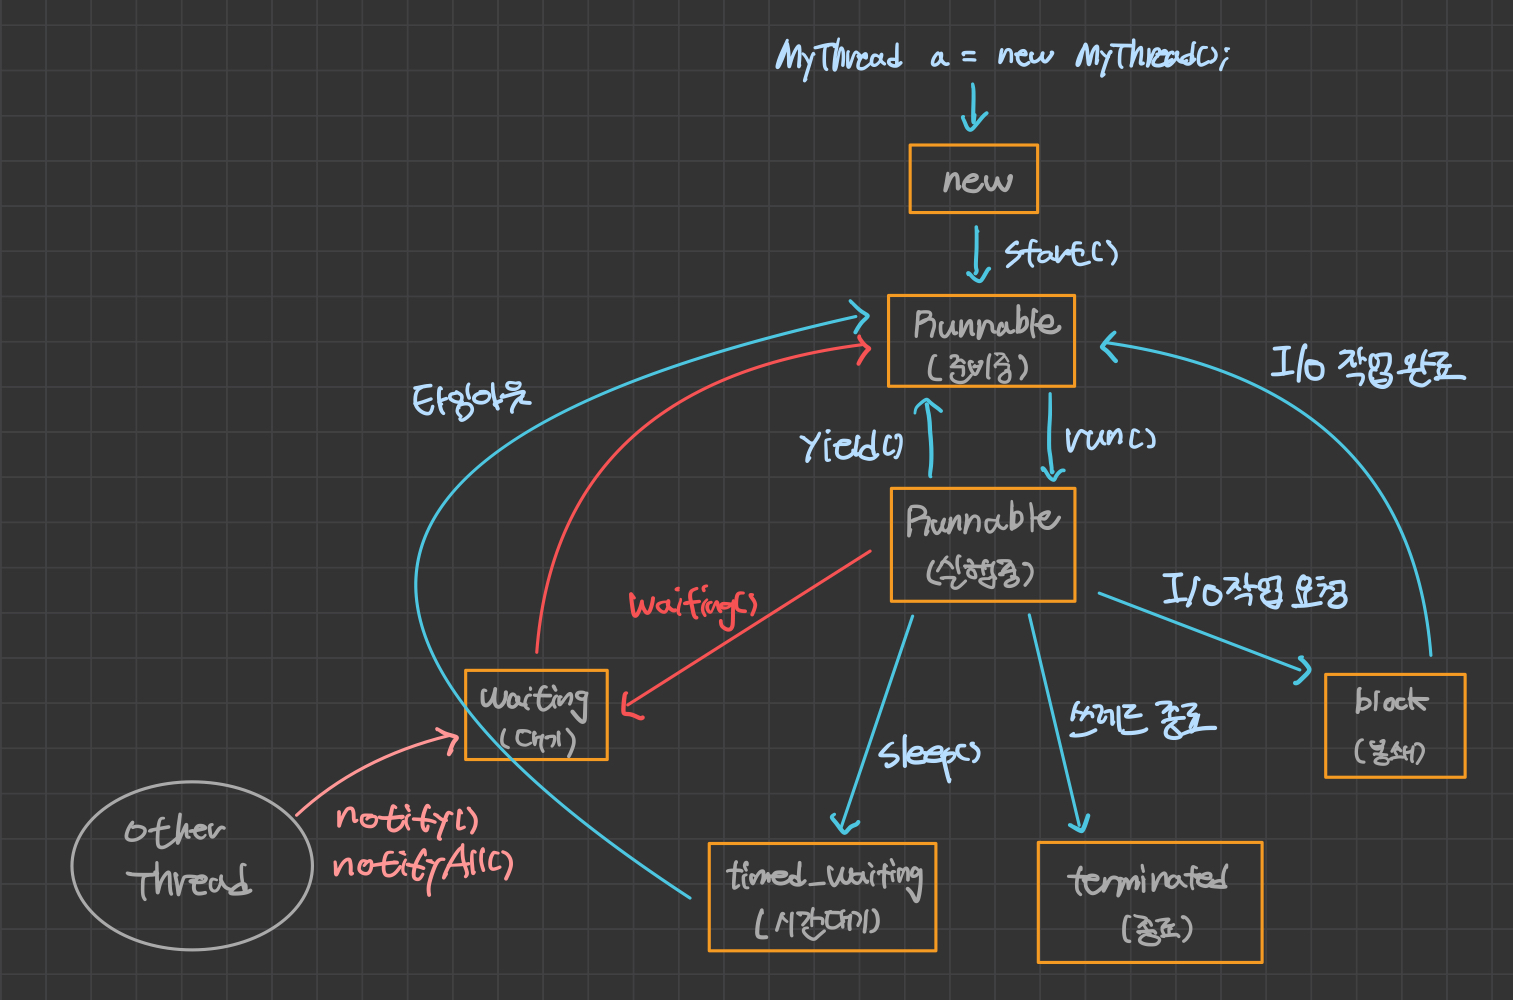 MyThread a = new MyThread();
new
start()
Runnable
(준비중)
타임아웃
I/O 작업 완료
yield()
run()
Runnable
(실행중)
waiting()
I/O 작업 요청
waiting
(대기)
sleep()
쓰레드 종료
block
(봉쇄)
other
Thread
notify()
notifyAll()
timed_waiting
(시간대기)
terminated
(종료)